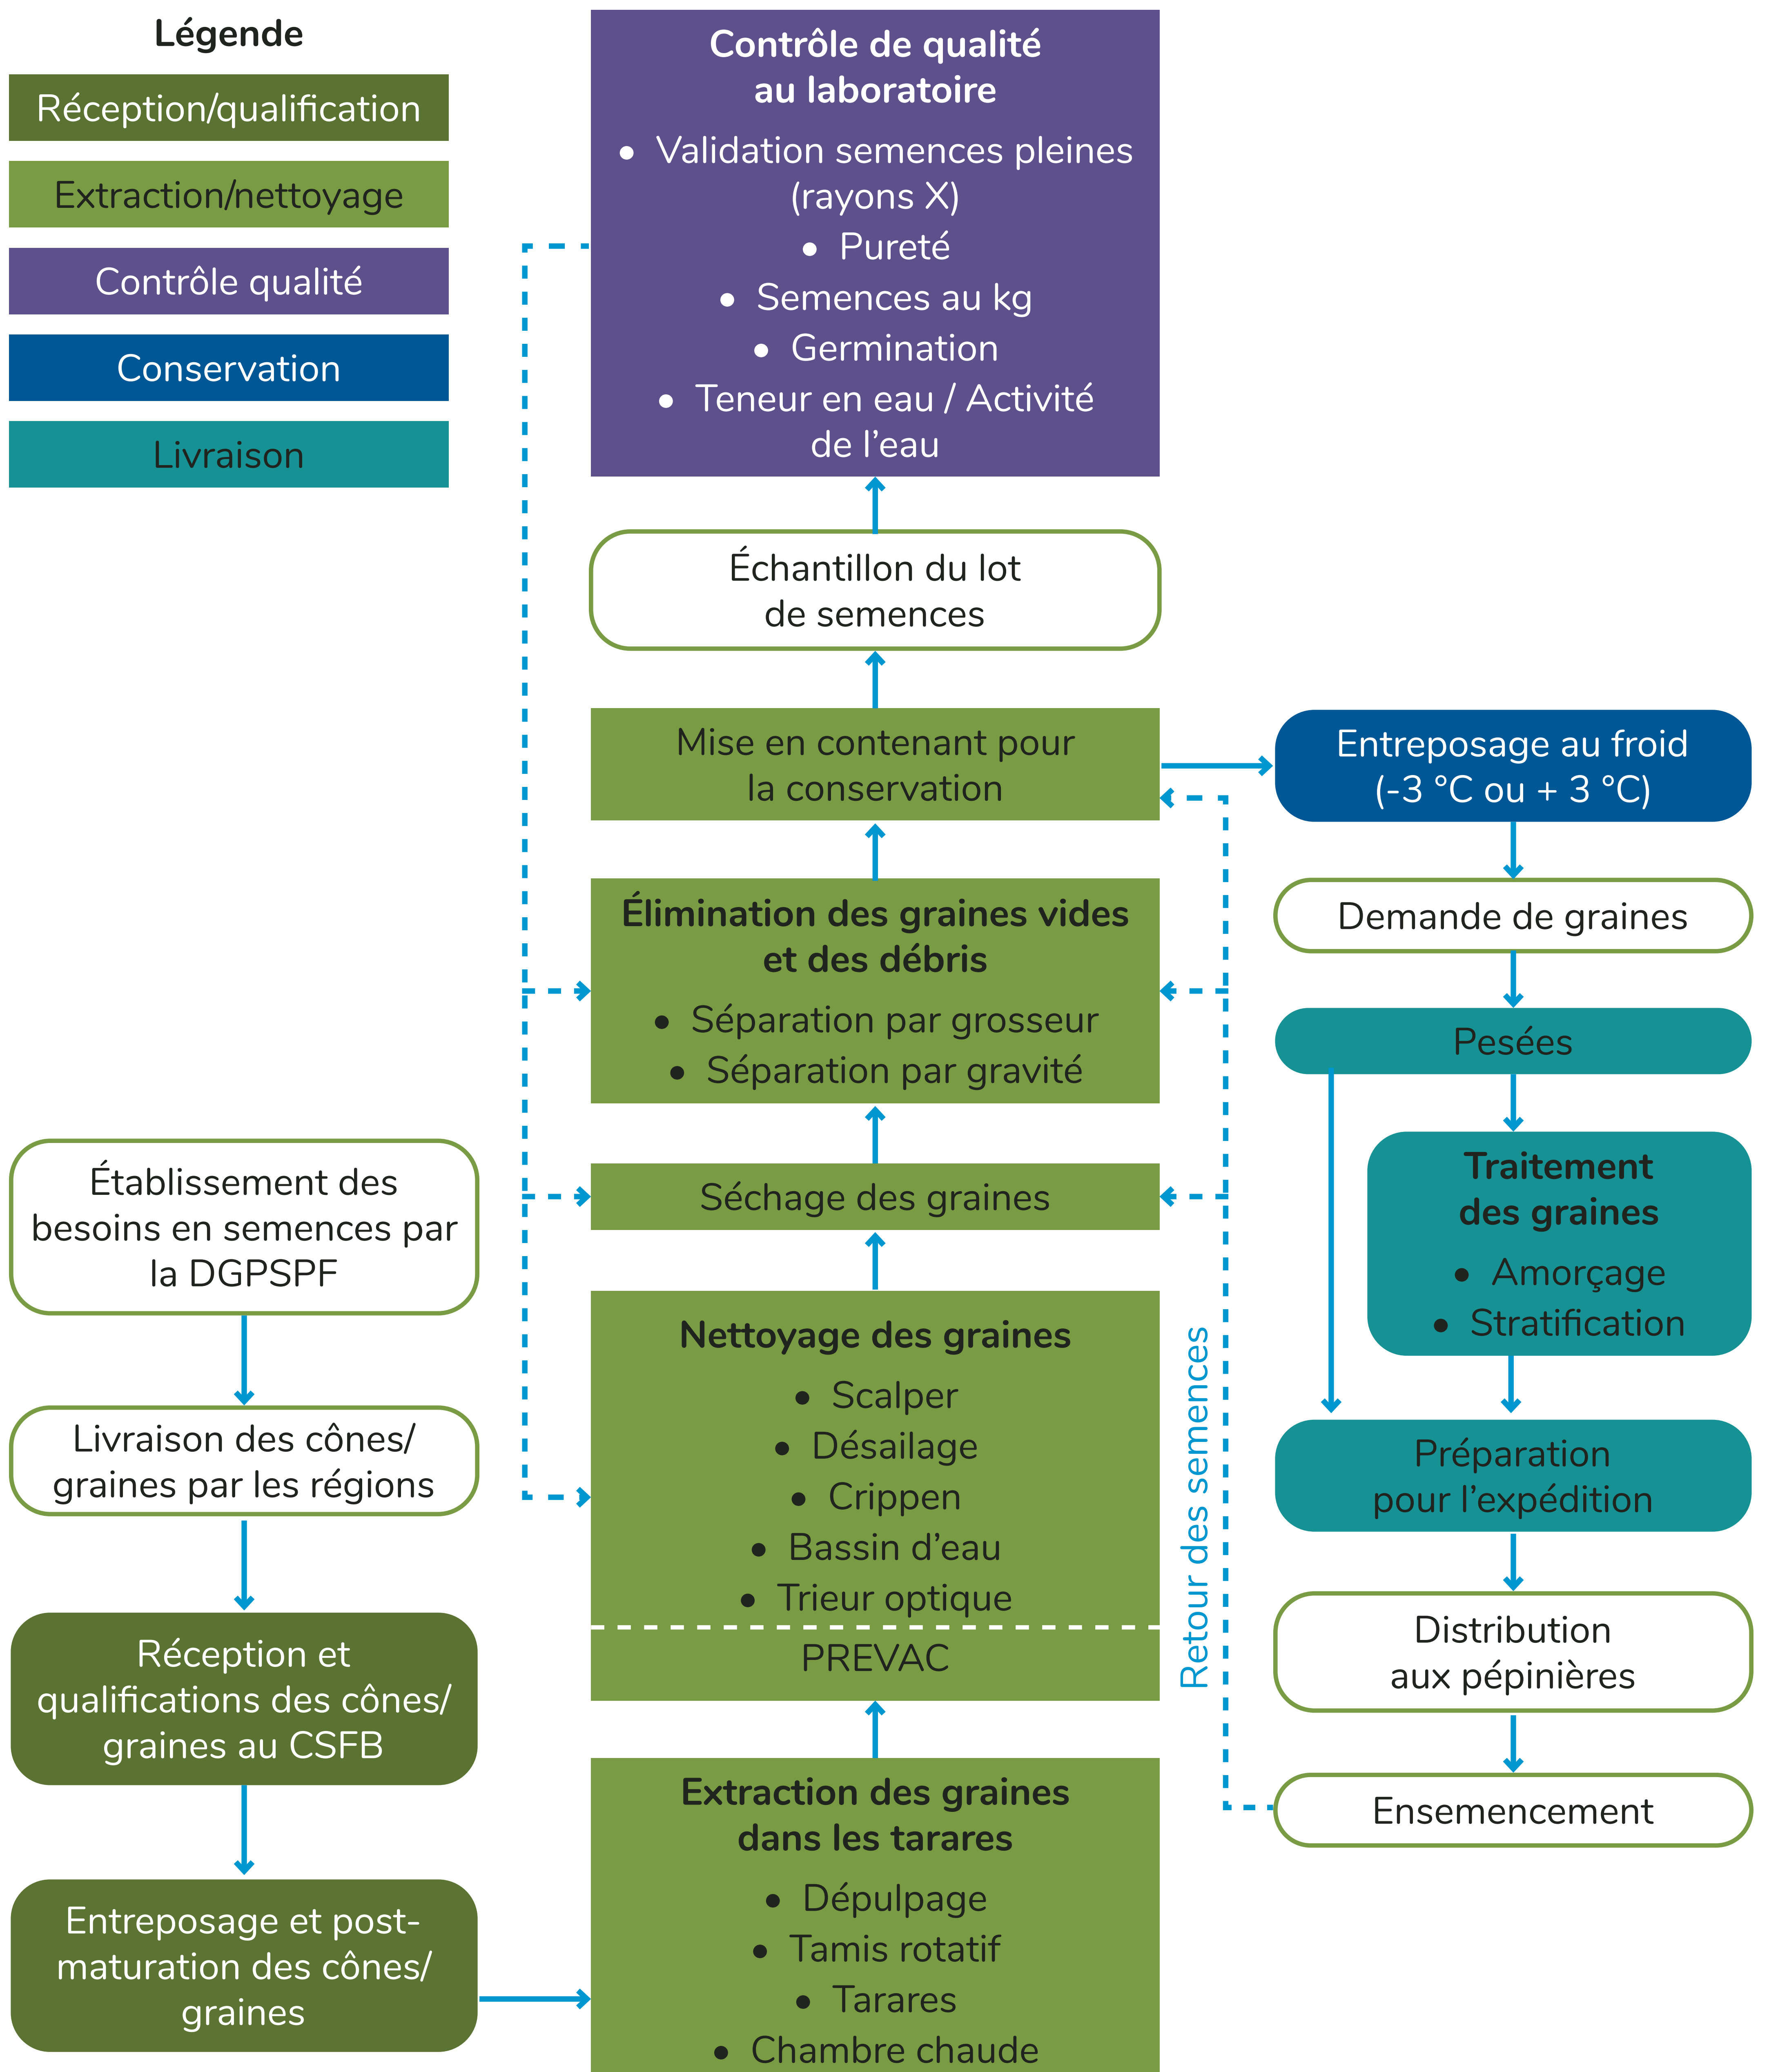 Légende
Réception/qualification
Extraction/nettoyage
Contrôle qualité
Conservation
Livraison
Contrôle de qualité
au laboratoire
• Validation semences pleines
(rayons X)
• Pureté
• Semences au kg
• Germination
• Teneur en eau / Activité
de l’eau
Échantillon du lot
de semences
Mise en contenant pour
la conservation
Élimination des graines vides
et des débris
• Séparation par grosseur
• Séparation par gravité
Séchage des graines
Nettoyage des graines
• Scalper
• Désailage
• Crippen
• Bassin d’eau
• Trieur optique
PREVAC
Extraction des graines
dans les tarares
• Dépulpage
• Tamis rotatif
• Tarares
• Chambre chaude
Établissement des
besoins en semences par
la DGPSPF
Livraison des cônes/
graines par les régions
Réception et
qualifications des cônes/
graines au CSFB
Entreposage et post-
maturation des cônes/
graines
Retour des semences
Entreposage au froid
(-3 °C ou + 3 °C)
Demande de graines
Pesées
Traitement
des graines
• Amorçage
• Stratification
Préparation
pour l’expédition
Distribution
aux pépinières
Ensemencement